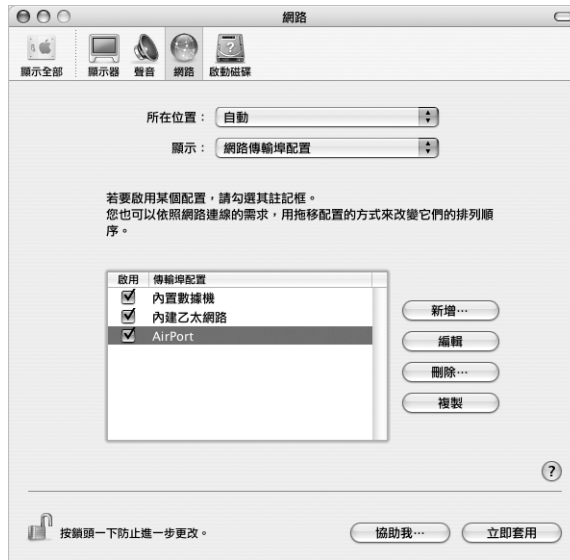 網路
顯示全部 顯示器 聲音 網路 啟動磁碟
所在位置： 自動
顯示： 網路傳輸埠配置
若要啟用某個配置，請勾選其註記框。
您也可以依照網路連線的需求，用拖移配置的方式來改變它們的排列順
序。
啟用 傳輸埠配置
內置數據機
內建乙太網路
AirPort
新增…
編輯
刪除…
複製
?
按鎖頭一下防止進一步更改。
協助我… 立即套用